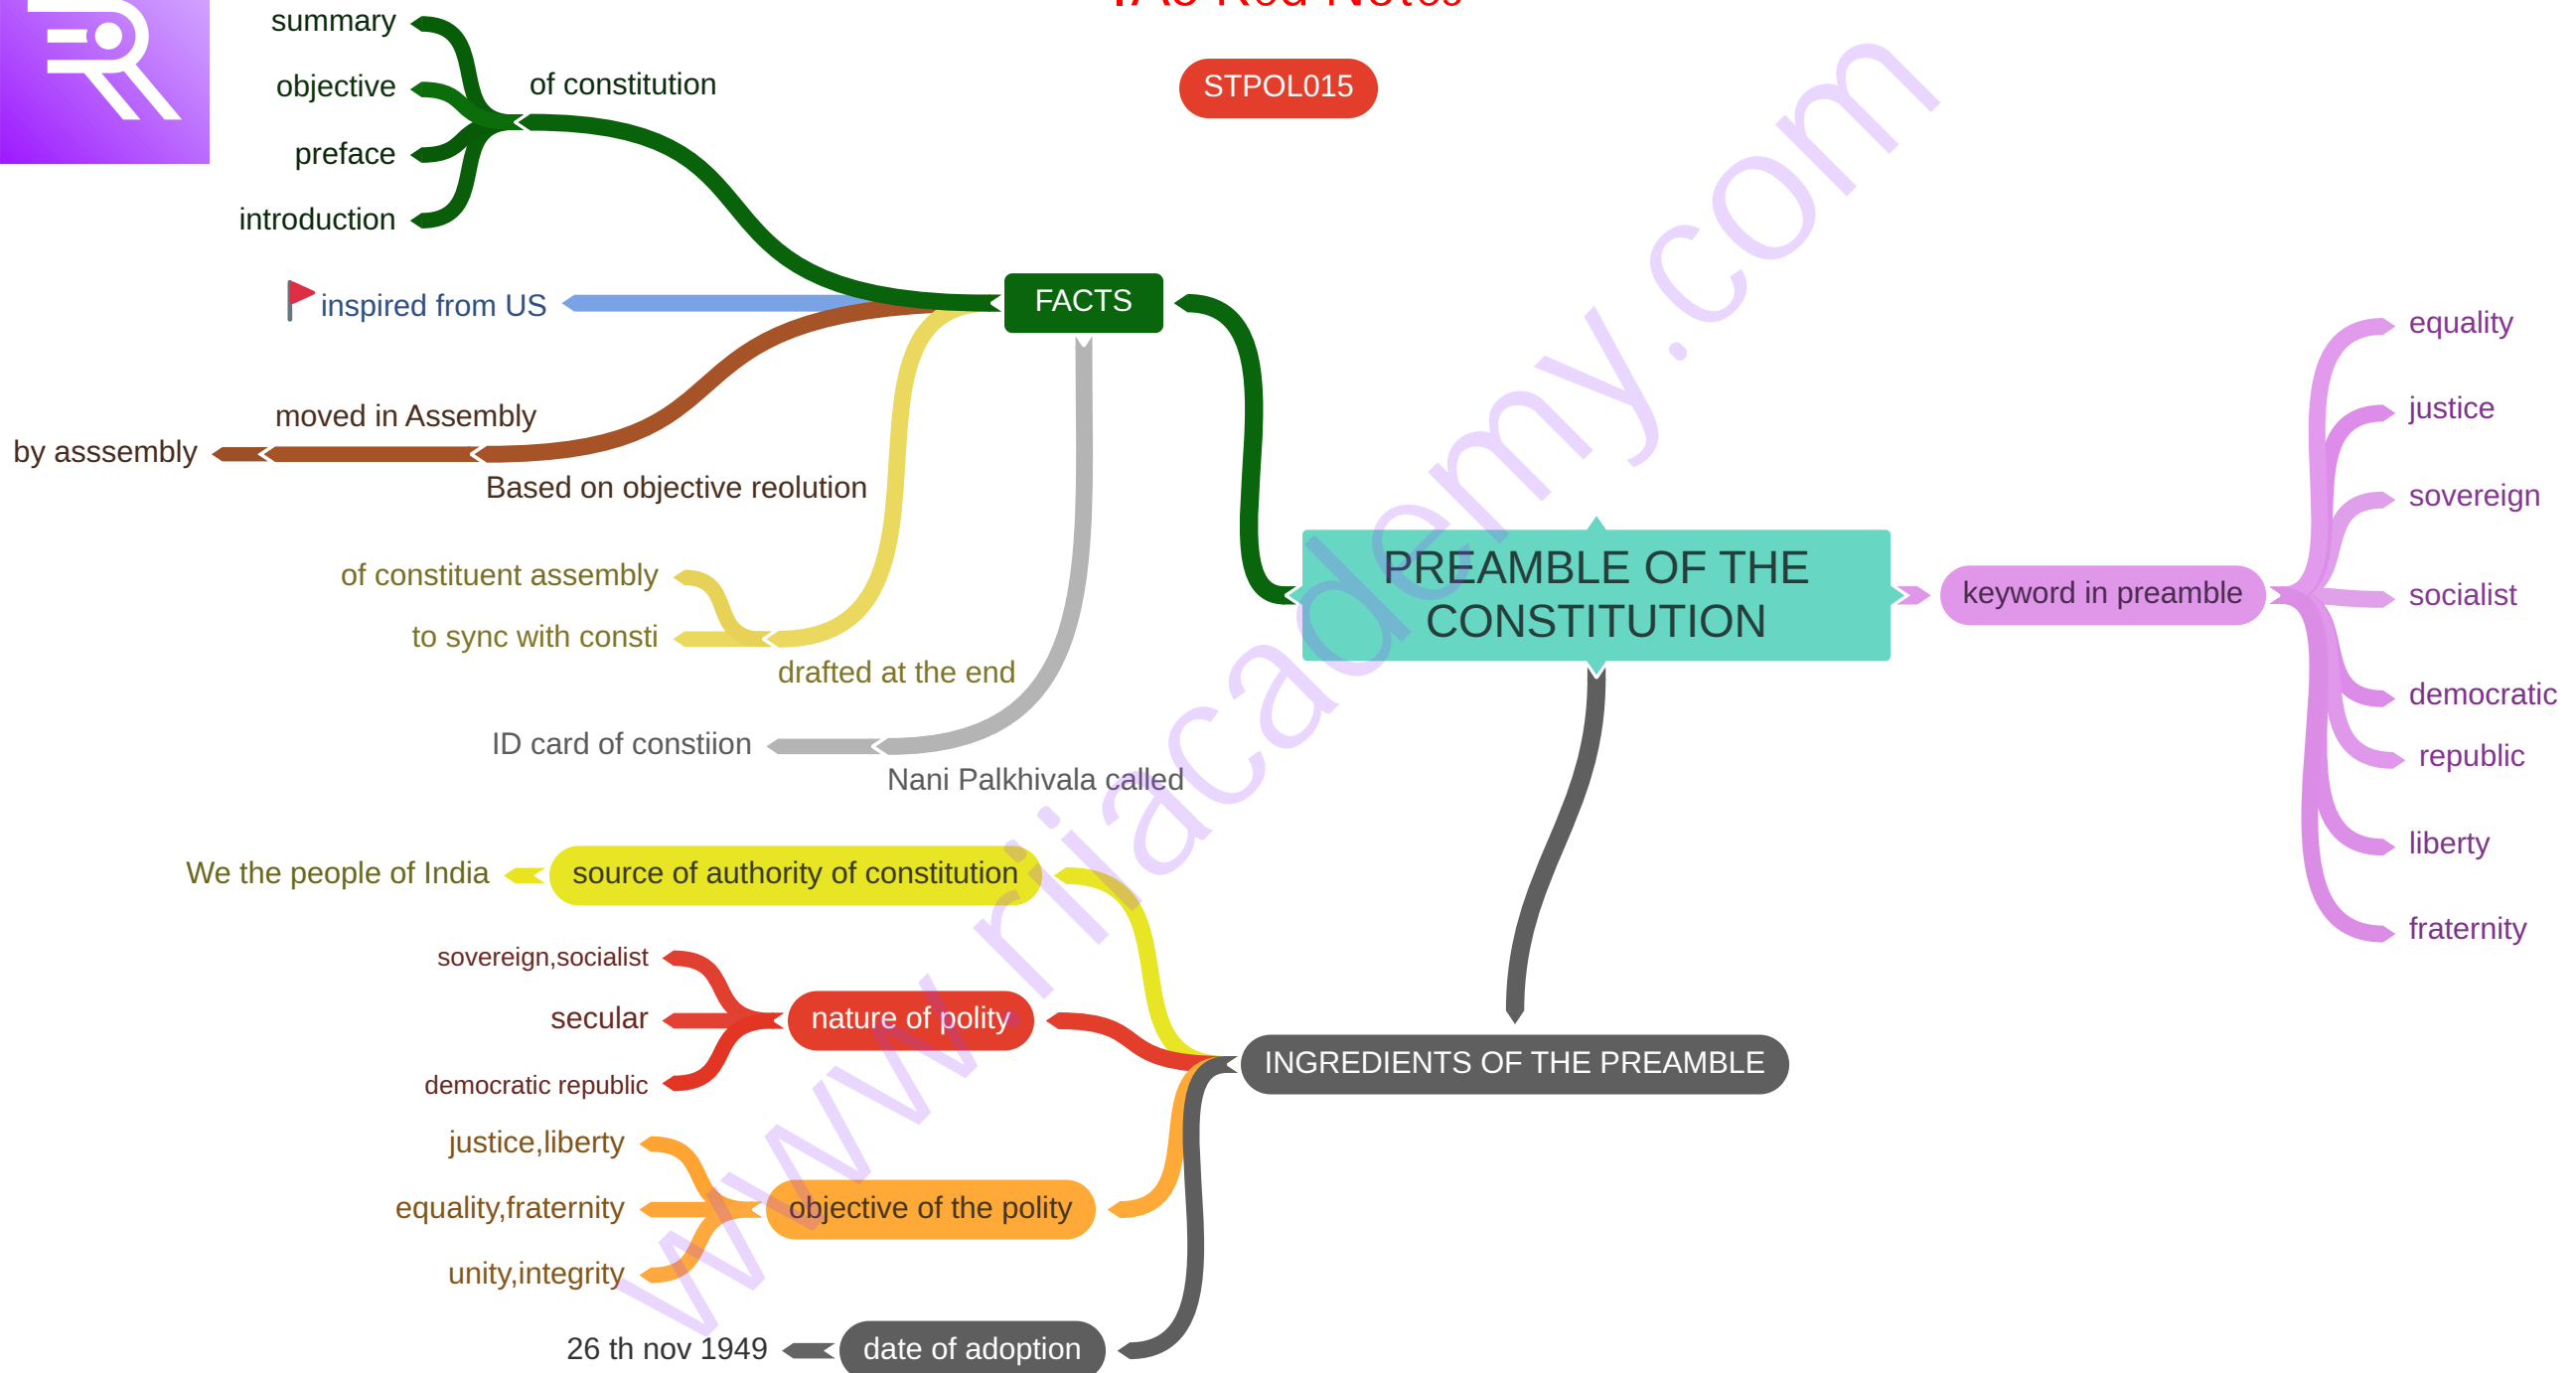 STPOL015
summary
objective
preface
introduction
of constitution
inspired from US
FACTS
moved in Assembly
by asssembly
Based on objective reolution
of constituent assembly
to sync with consti
drafted at the end
ID card of constiion
Nani Palkhivala called
PREAMBLE OF THE
CONSTITUTION
keyword in preamble
equality
justice
sovereign
socialist
democratic
republic
liberty
fraternity
We the people of India
source of authority of constitution
sovereign,socialist
secular
democratic republic
nature of polity
INGREDIENTS OF THE PREAMBLE
justice,liberty
equality,fraternity
unity,integrity
objective of the polity
26 th nov 1949
date of adoption
www.rijacademy.com